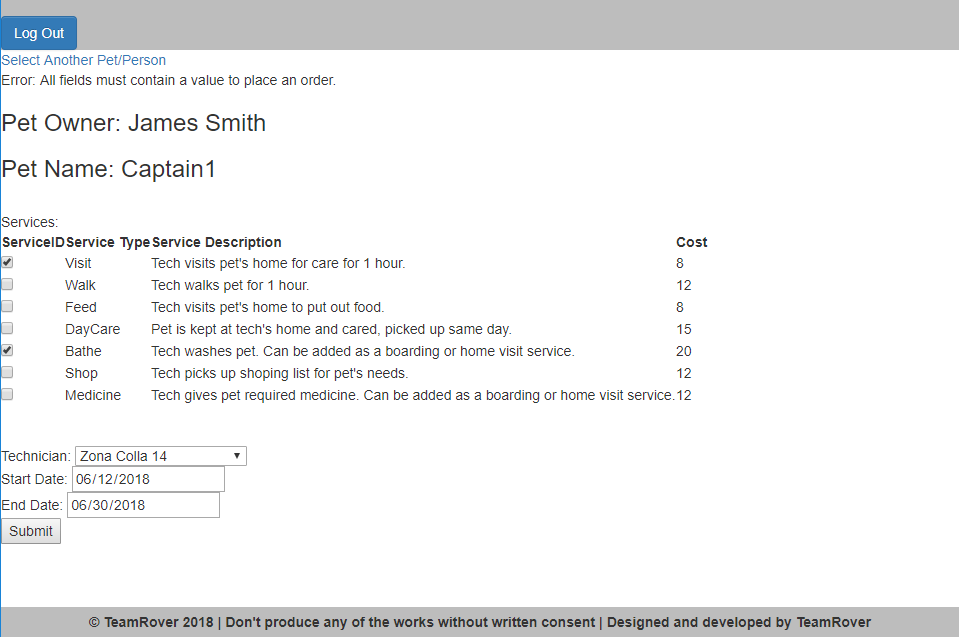 Log Out
Select Another Pet/Person
Error: All fields must contain a value to place an order.
Pet Owner: James Smith
Pet Name: Captain1
Services:
ServiceID Service Type Service Description Cost
Visit Tech visits pet's home for care for 1 hour. 8
Walk Tech walks pet for 1 hour. 12
Feed Tech visits pet's home to put out food. 8
DayCare Pet is kept at tech's home and cared, picked up same day. 15
Bathe Tech washes pet. Can be added as a boarding or home visit service. 20
Shop Tech picks up shoping list for pet's needs. 12
Medicine Tech gives pet required medicine. Can be added as a boarding or home visit service. 12
Technician: Zona Colla 14
Start Date: 06/12/2018
End Date: 06/30/2018
Submit
© TeamRover 2018 | Don't produce any of the works without written consent | Designed and developed by TeamRover